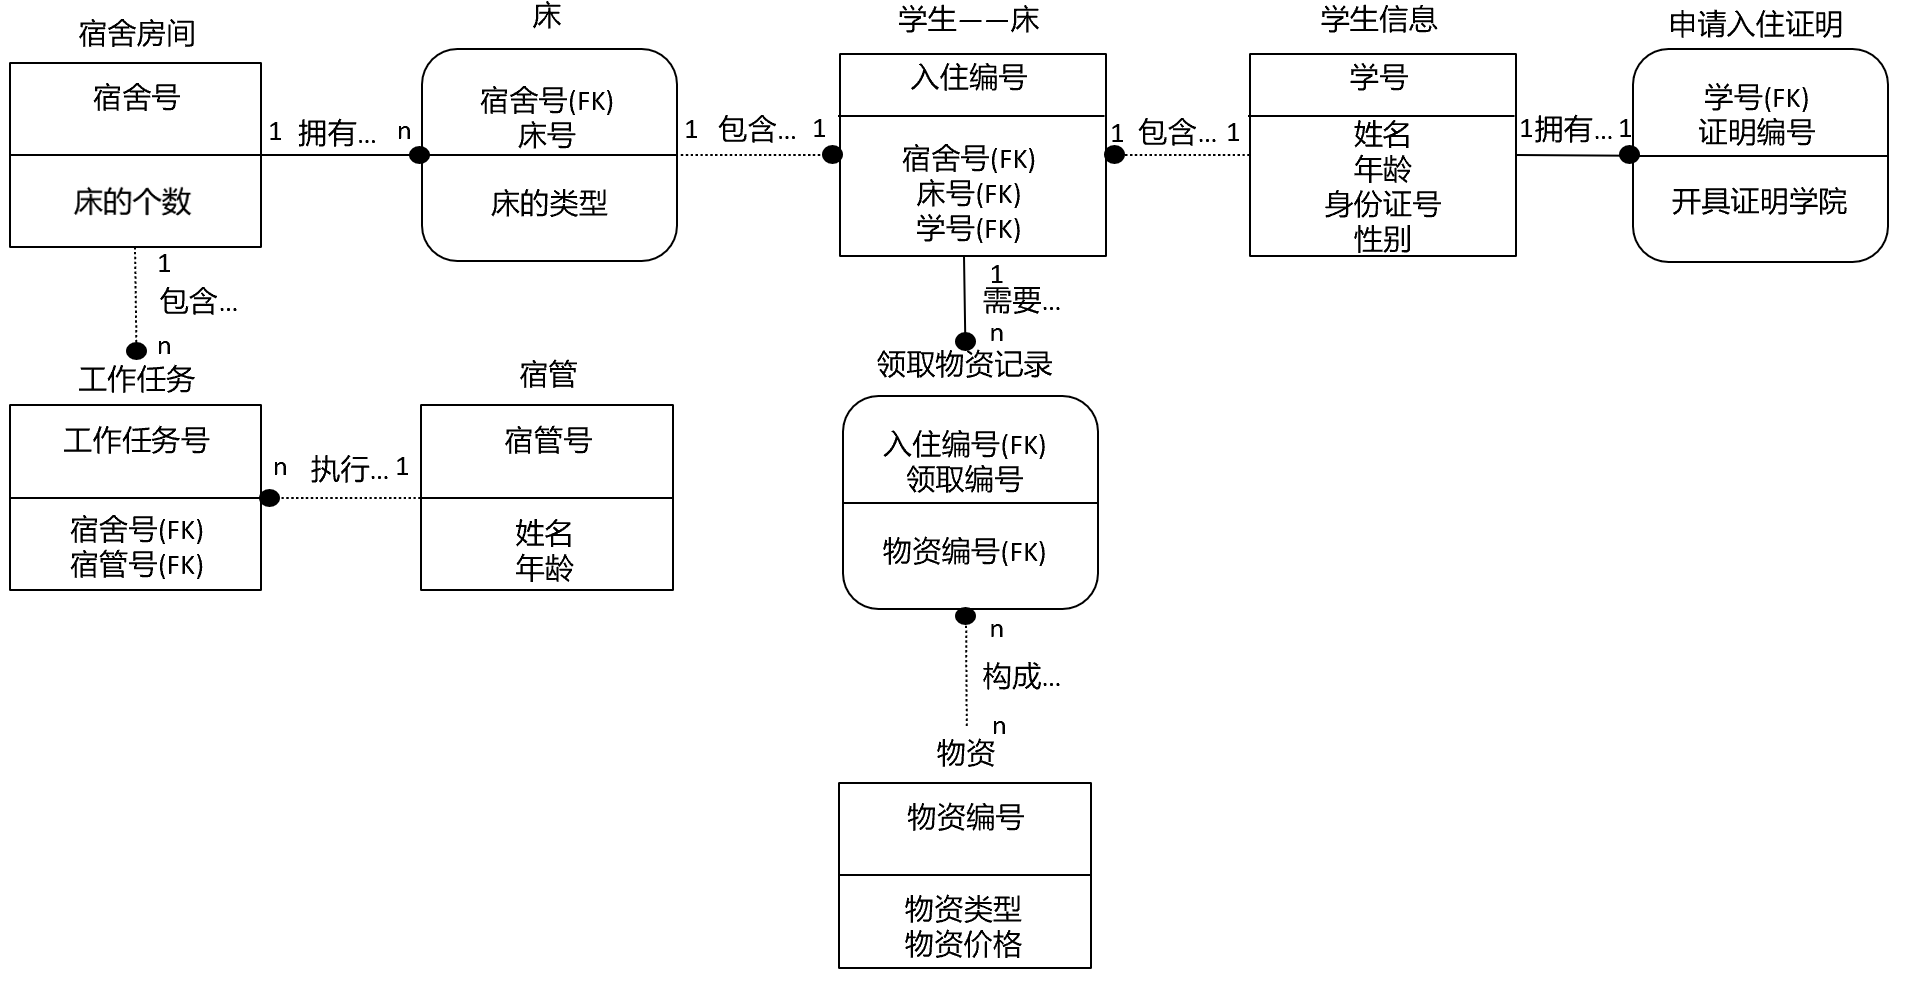 宿舍房间
宿舍号
床的个数
1 拥有... n
床
宿舍号(FK)
床号
床的类型
1 包含... 1
学生——床
入住编号
宿舍号(FK)
床号(FK)
学号(FK)
1 包含... 1
学生信息
学号
姓名
年龄
身份证号
性别
1拥有... 1
申请入住证明
学号(FK)
证明编号
开具证明学院
1
包含...
n
工作任务
工作任务号
宿舍号(FK)
宿管号(FK)
n 执行... 1
宿管
宿管号
姓名
年龄
1
需要...
n
领取物资记录
入住编号(FK)
领取编号
物资编号(FK)
n
构成...
n
物资
物资编号
物资类型
物资价格